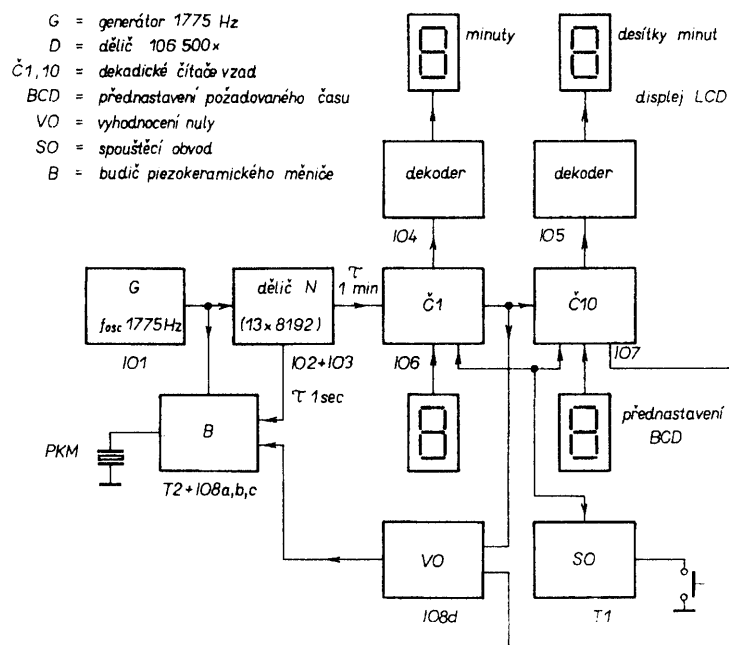 G = generátor 1775 Hz
D = dělič 106 500×
Č1,10 = dekadické čítače vzad
BCD = přednastavení požadovaného času
VO = vyhodnocení nuly
SO = spouštěcí obvod
B = budič piezokeramického měniče
minuty
desítky minut
displej LCD
dekoder
dekoder
IO4
IO5
G
fosc 1775Hz
IO1
dělič N
(13×8192)
IO2+IO3
τ
1 min
Č1
IO6
Č10
IO7
τ 1sec
B
T2+IO8a,b,c
PKM
přednastavení
BCD
VO
IO8d
SO
T1